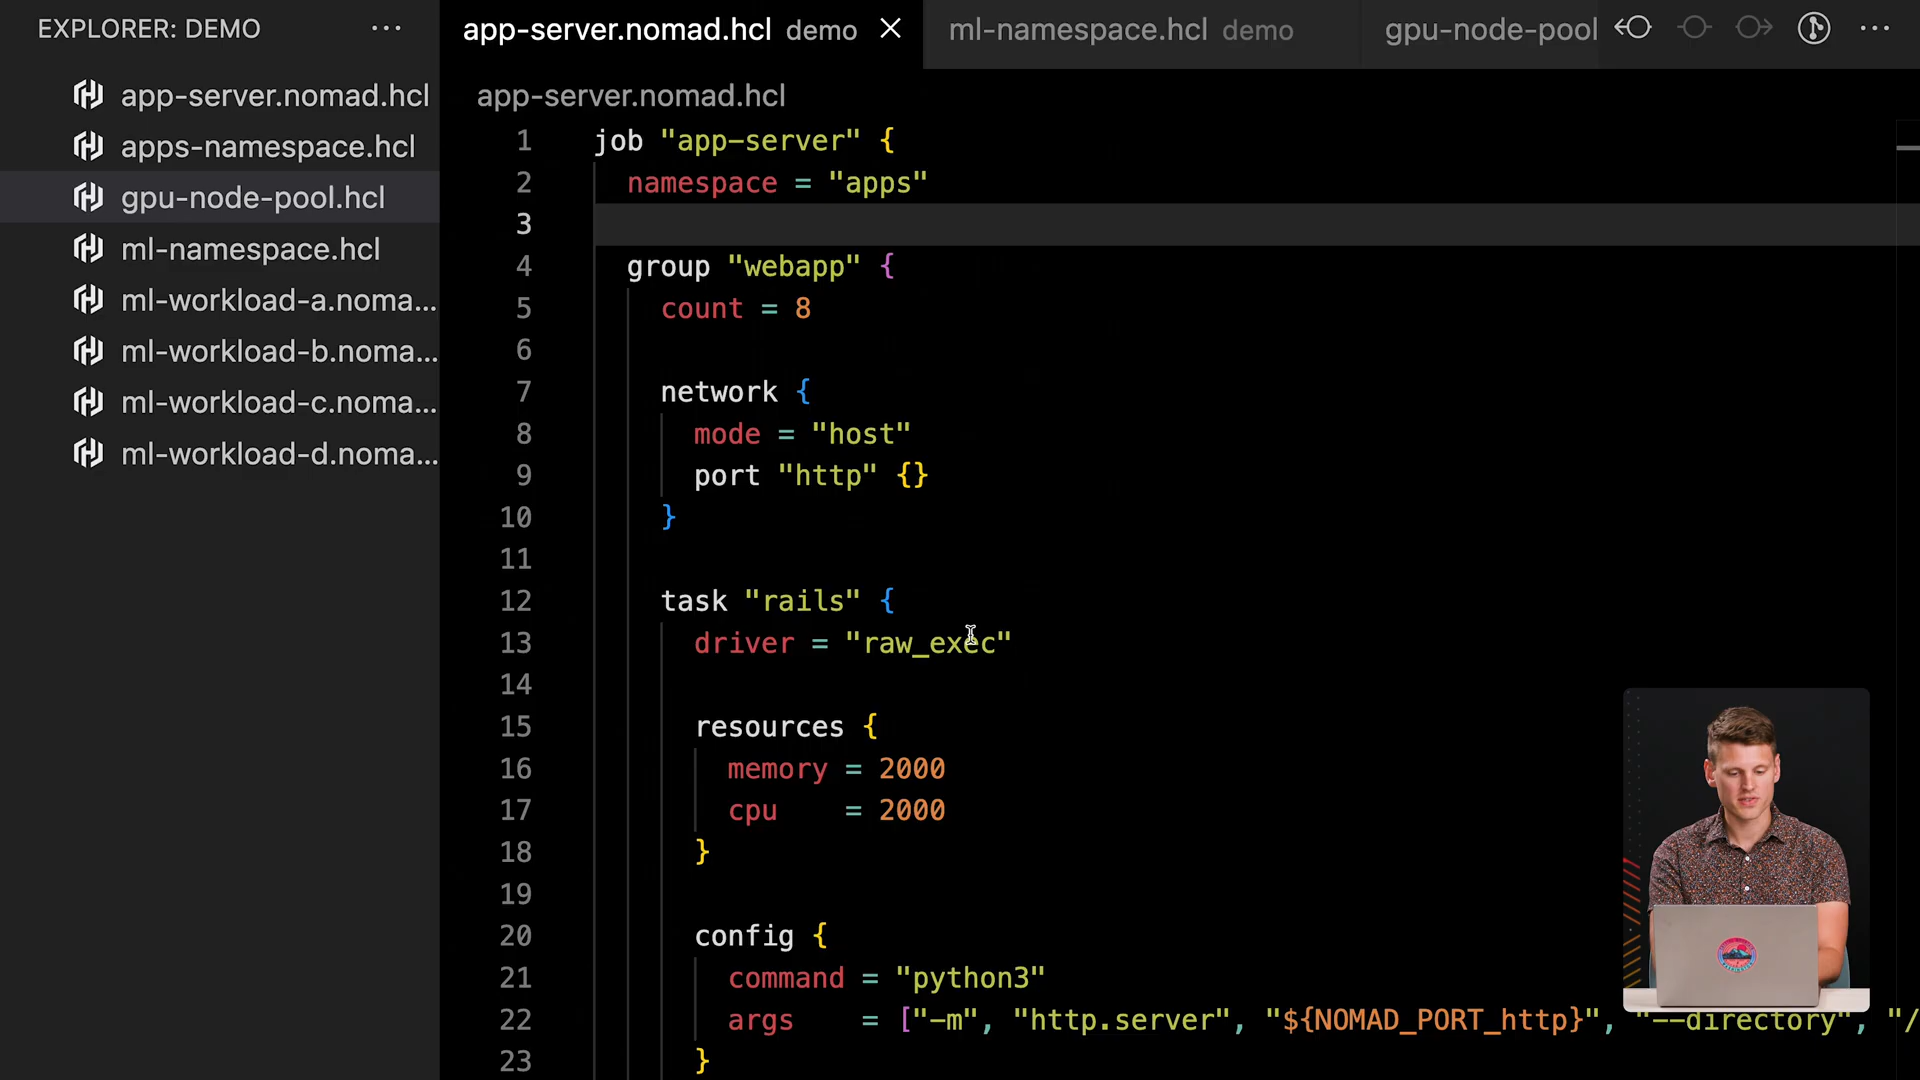 EXPLORER: DEMO
app-server.nomad.hcl demo
ml-namespace.hcl demo
gpu-node-pool
app-server.nomad.hcl
apps-namespace.hcl
gpu-node-pool.hcl
ml-namespace.hcl
ml-workload-a.noma...
ml-workload-b.noma...
ml-workload-c.noma...
ml-workload-d.noma...
app-server.nomad.hcl
1 job "app-server" {
2 namespace = "apps"
3
4 group "webapp" {
5 count = 8
6
7 network {
8 mode = "host"
9 port "http" {}
10 }
11
12 task "rails" {
13 driver = "raw_exec"
14
15 resources {
16 memory = 2000
17 cpu = 2000
18 }
19
20 config {
21 command = "python3"
22 args = ["-m", "http.server", "${NOMAD_PORT_http}", "--directory", "/
23 }